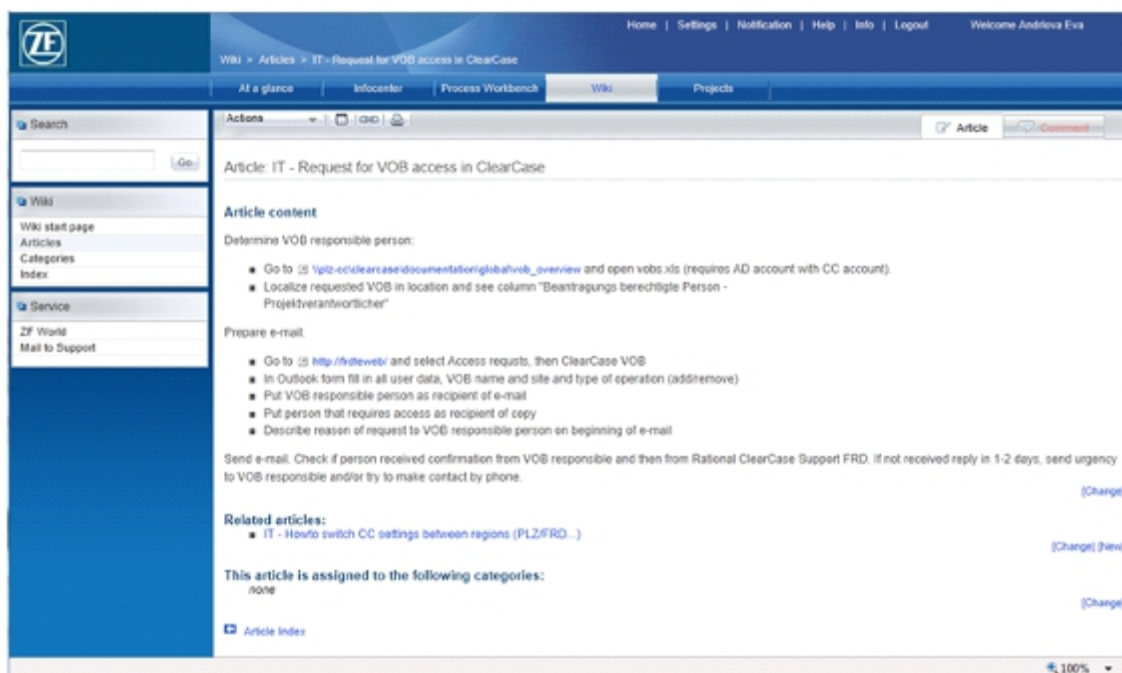 ZF
Home | Settings | Notification | Help | Info | Logout Welcome Andrlova Eva
Wiki > Articles > IT - Request for VOB access in ClearCase
At a glance | Infocenter | Process Workbench Wiki Projects
Search
Go
Wiki
Wiki start page
Articles
Categories
Index
Service
ZF World
Mail to Support
Actions
Article Comment
Article: IT - Request for VOB access in ClearCase
Article content
Determine VOB responsible person:
Go to \\plz-cc\clearcase\documentation\global\vob_overview and open vobs.xls (requires AD account with CC account).
Localize requested VOB in location and see column "Beantragungs berechtigte Person -
Projektverantwortlicher"
Prepare e-mail:
Go to http://frdteweb/ and select Access requsts, then ClearCase VOB
In Outlook form fill in all user data, VOB name and site and type of operation (add/remove)
Put VOB responsible person as recipient of e-mail
Put person that requires access as recipient of copy
Describe reason of request to VOB responsible person on beginning of e-mail
Send e-mail. Check if person received confirmation from VOB responsible and then from Rational ClearCase Support FRD. If not received reply in 1-2 days, send urgency
to VOB responsible and/or try to make contact by phone.
[Change
Related articles:
IT - Howto switch CC settings between regions (PLZ/FRD...)
[Change] [New
This article is assigned to the following categories:
none
[Change
Article Index
100%